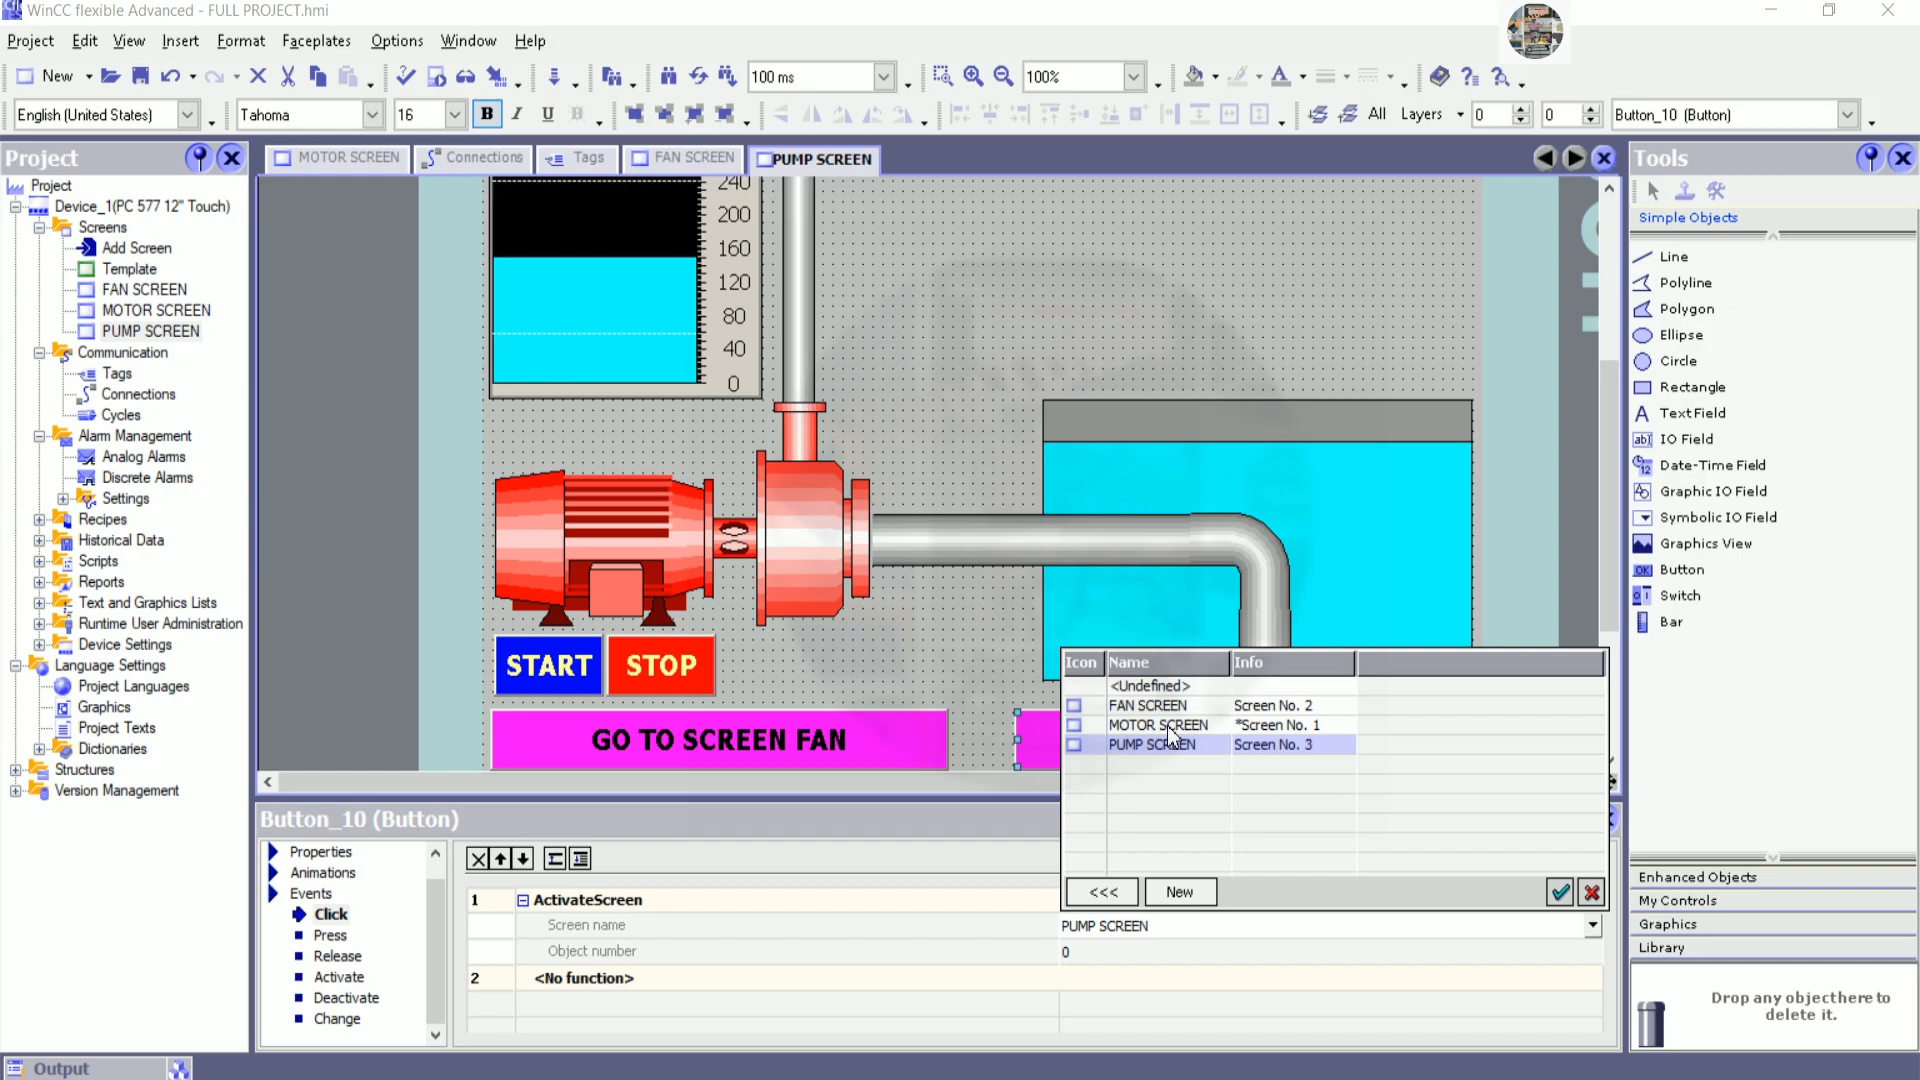 WinCC flexible Advanced - FULL PROJECT.hmi
Project Edit View Insert Format Faceplates Options Window Help
New 100 ms 100%
English (United States) Tahoma 16 B I U B All Layers 0 0 Button_10 (Button)
Project
MOTOR SCREEN Connections Tags FAN SCREEN PUMP SCREEN
Tools
Project
Device_1(PC 577 12" Touch)
Screens
Add Screen
Template
FAN SCREEN
MOTOR SCREEN
PUMP SCREEN
Communication
Tags
Connections
Cycles
Alarm Management
Analog Alarms
Discrete Alarms
Settings
Recipes
Historical Data
Scripts
Reports
Text and Graphics Lists
Runtime User Administration
Device Settings
Language Settings
Project Languages
Graphics
Project Texts
Dictionaries
Structures
Version Management
240
200
160
120
80
40
0
START STOP
GO TO SCREEN FAN
Icon Name Info
<Undefined>
FAN SCREEN Screen No. 2
MOTOR SCREEN *Screen No. 1
PUMP SCREEN Screen No. 3
<<< New
Button_10 (Button)
Properties
Animations
Events
Click
Press
Release
Activate
Deactivate
Change
1 ActivateScreen
Screen name PUMP SCREEN
Object number 0
2 <No function>
Simple Objects
Line
Polyline
Polygon
Ellipse
Circle
Rectangle
TextField
IO Field
Date-Time Field
Graphic IO Field
Symbolic IO Field
Graphics View
Button
Switch
Bar
Enhanced Objects
My Controls
Graphics
Library
Drop any objecthere to
delete it.
Output